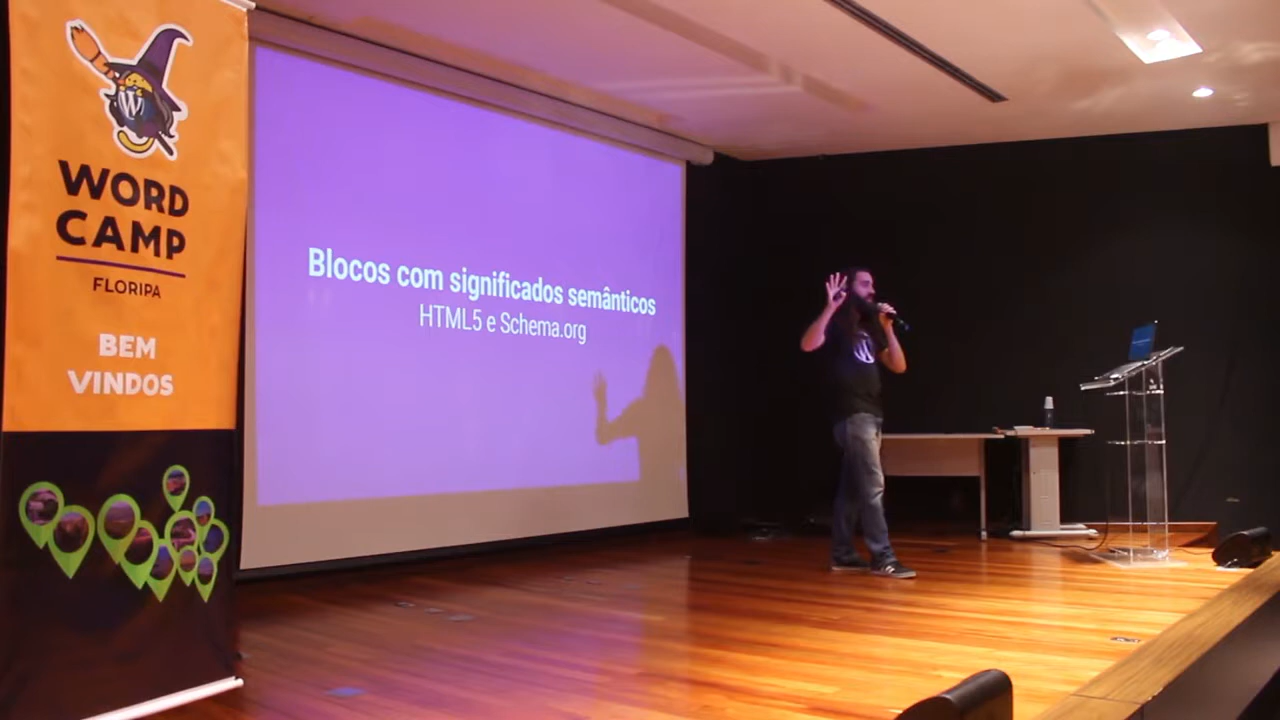 WORD
CAMP
FLORIPA
BEM
VINDOS
Blocos com significados semânticos
HTML5 e Schema.org